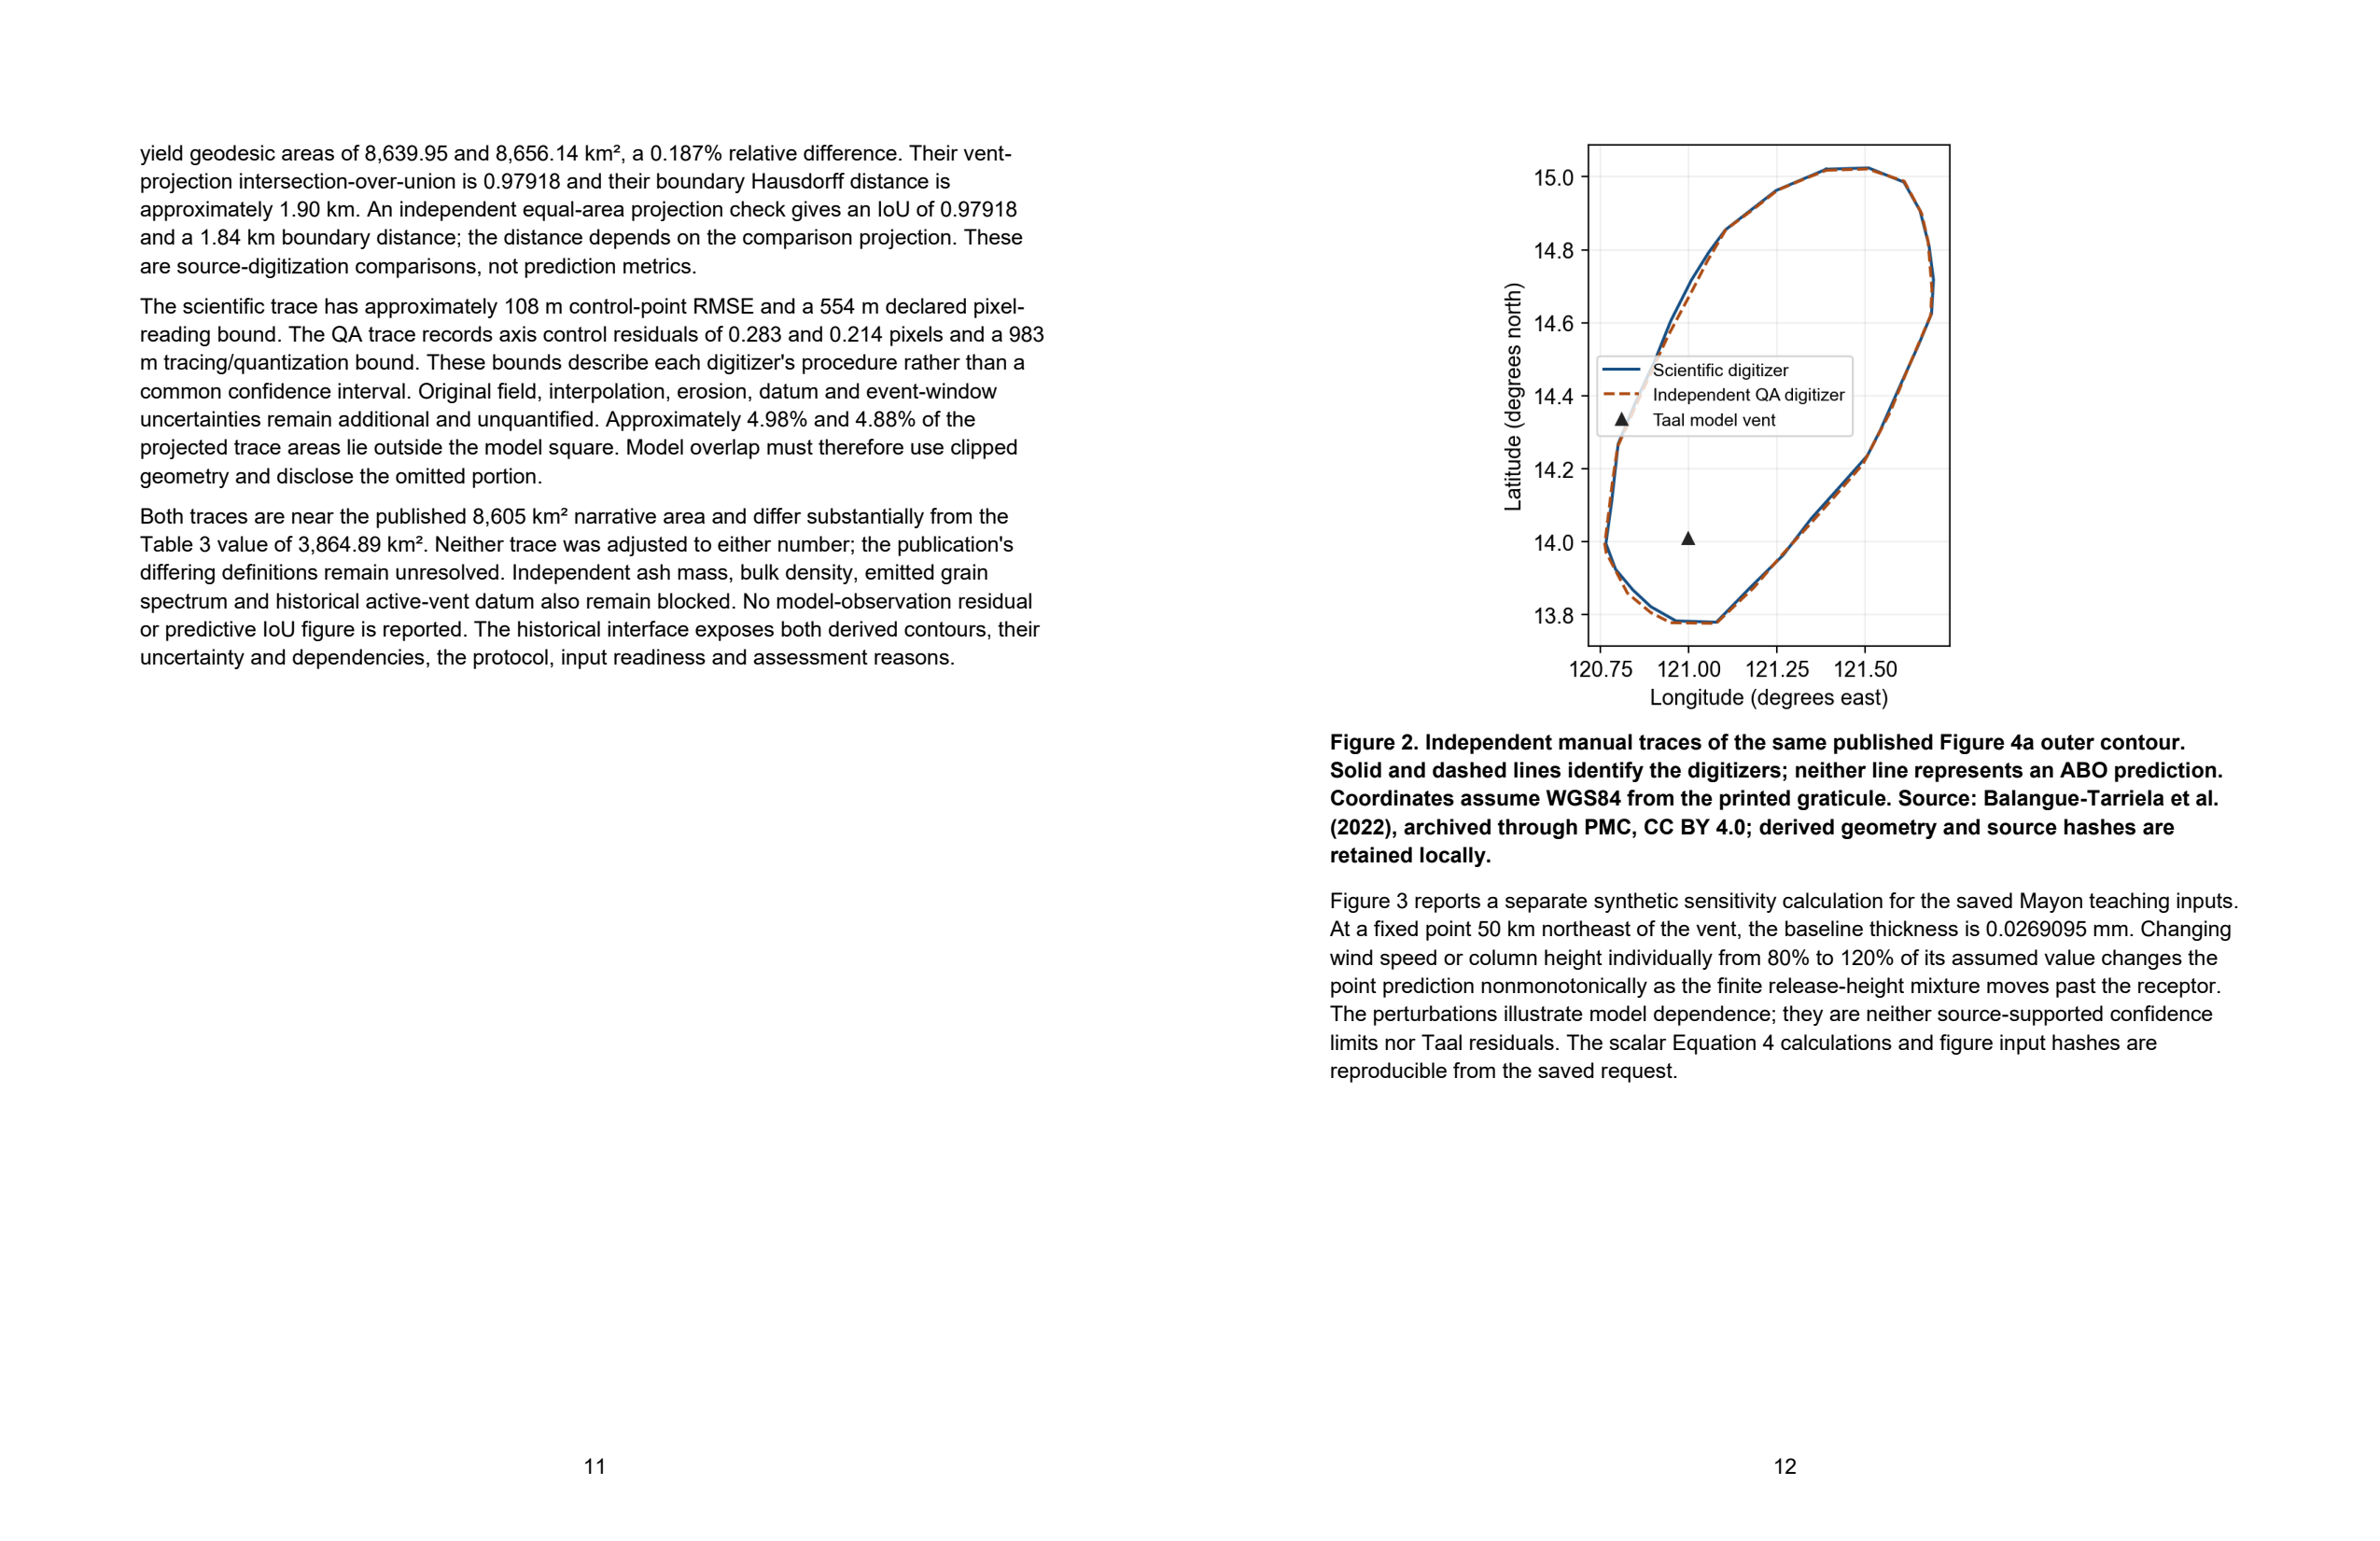 yield geodesic areas of 8,639.95 and 8,656.14 km², a 0.187% relative difference. Their vent-
projection intersection-over-union is 0.97918 and their boundary Hausdorff distance is
approximately 1.90 km. An independent equal-area projection check gives an IoU of 0.97918
and a 1.84 km boundary distance; the distance depends on the comparison projection. These
are source-digitization comparisons, not prediction metrics.
The scientific trace has approximately 108 m control-point RMSE and a 554 m declared pixel-
reading bound. The QA trace records axis control residuals of 0.283 and 0.214 pixels and a 983
m tracing/quantization bound. These bounds describe each digitizer's procedure rather than a
common confidence interval. Original field, interpolation, erosion, datum and event-window
uncertainties remain additional and unquantified. Approximately 4.98% and 4.88% of the
projected trace areas lie outside the model square. Model overlap must therefore use clipped
geometry and disclose the omitted portion.
Both traces are near the published 8,605 km² narrative area and differ substantially from the
Table 3 value of 3,864.89 km². Neither trace was adjusted to either number; the publication's
differing definitions remain unresolved. Independent ash mass, bulk density, emitted grain
spectrum and historical active-vent datum also remain blocked. No model-observation residual
or predictive IoU figure is reported. The historical interface exposes both derived contours, their
uncertainty and dependencies, the protocol, input readiness and assessment reasons.
11
15.0
14.8
14.6
14.4
14.2
14.0
13.8
Latitude (degrees north)
Scientific digitizer
Independent QA digitizer
Taal model vent
120.75 121.00 121.25 121.50
Longitude (degrees east)
Figure 2. Independent manual traces of the same published Figure 4a outer contour.
Solid and dashed lines identify the digitizers; neither line represents an ABO prediction.
Coordinates assume WGS84 from the printed graticule. Source: Balangue-Tarriela et al.
(2022), archived through PMC, CC BY 4.0; derived geometry and source hashes are
retained locally.
Figure 3 reports a separate synthetic sensitivity calculation for the saved Mayon teaching inputs.
At a fixed point 50 km northeast of the vent, the baseline thickness is 0.0269095 mm. Changing
wind speed or column height individually from 80% to 120% of its assumed value changes the
point prediction nonmonotonically as the finite release-height mixture moves past the receptor.
The perturbations illustrate model dependence; they are neither source-supported confidence
limits nor Taal residuals. The scalar Equation 4 calculations and figure input hashes are
reproducible from the saved request.
12